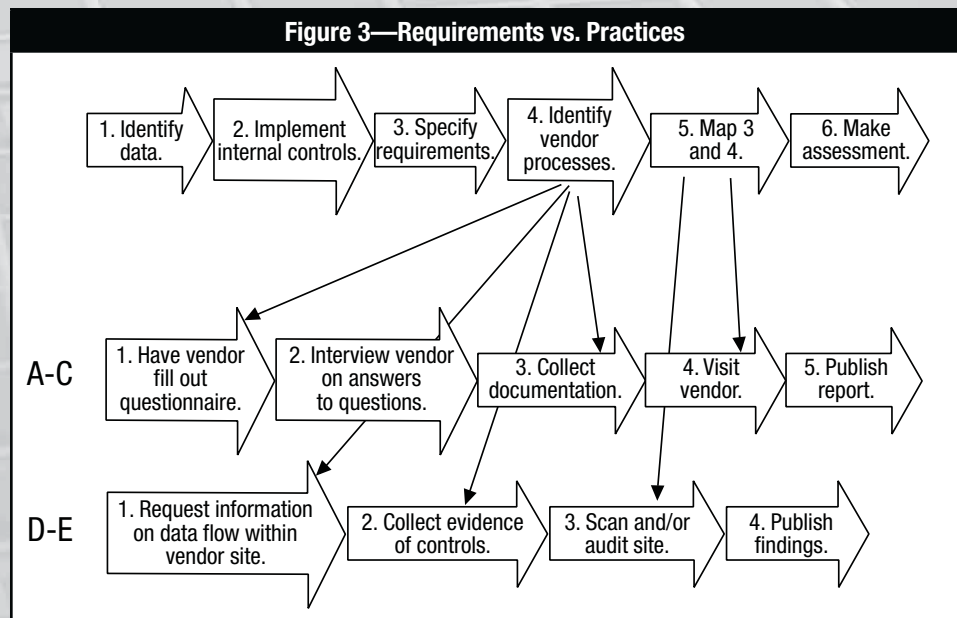 Figure 3—Requirements vs. Practices
1. Identify
data.
2. Implement
internal controls.
3. Specify
requirements.
4. Identify
vendor
processes.
5. Map 3
and 4.
6. Make
assessment.
A-C
1. Have vendor
fill out
questionnaire.
2. Interview vendor
on answers
to questions.
3. Collect
documentation.
4. Visit
vendor.
5. Publish
report.
D-E
1. Request information
on data flow within
vendor site.
2. Collect evidence
of controls.
3. Scan and/or
audit site.
4. Publish
findings.